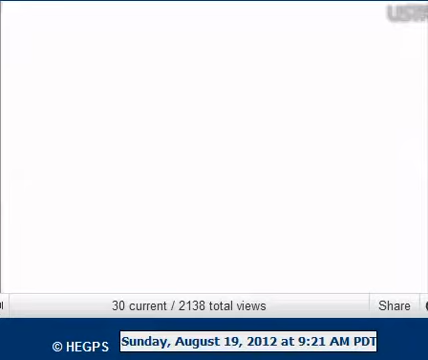 30 current / 2138 total views
Share
© HEGPS
Sunday, August 19, 2012 at 9:21 AM PDT